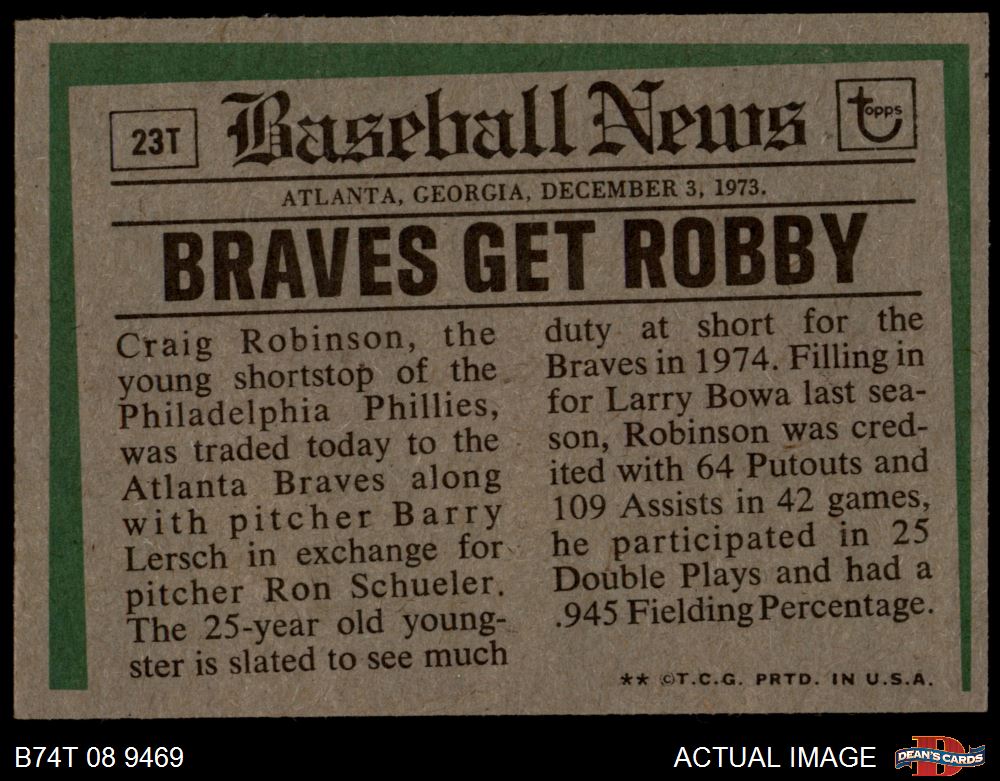 23T
Baseball News
topps
ATLANTA, GEORGIA, DECEMBER 3, 1973.
BRAVES GET ROBBY
Craig Robinson, the
young shortstop of the
Philadelphia Phillies,
was traded today to the
Atlanta Braves along
with pitcher Barry
Lersch in exchange for
pitcher Ron Schueler.
The 25-year old young-
ster is slated to see much
duty at short for the
Braves in 1974. Filling in
for Larry Bowa last sea-
son, Robinson was cred-
ited with 64 Putouts and
109 Assists in 42 games,
he participated in 25
Double Plays and had a
.945 Fielding Percentage.
** ©T.C.G. PRTD. IN U.S.A.
B74T 08 9469
ACTUAL IMAGE
D
DEAN'S CARDS